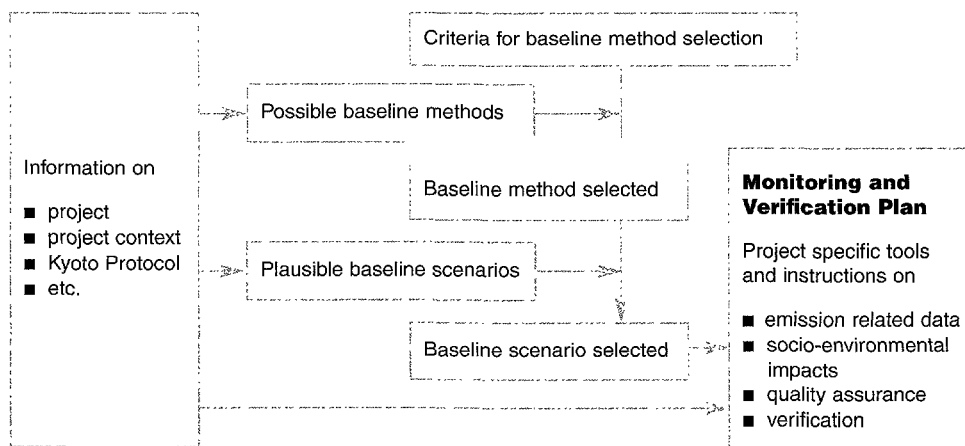 Criteria for baseline method selection
Possible baseline methods
Information on
■ project
■ project context
■ Kyoto Protocol
■ etc.
Baseline method selected
Plausible baseline scenarios
Baseline scenario selected
Monitoring and
Verification Plan
Project specific tools
and instructions on
■ emission related data
■ socio-environmental
impacts
■ quality assurance
■ verification